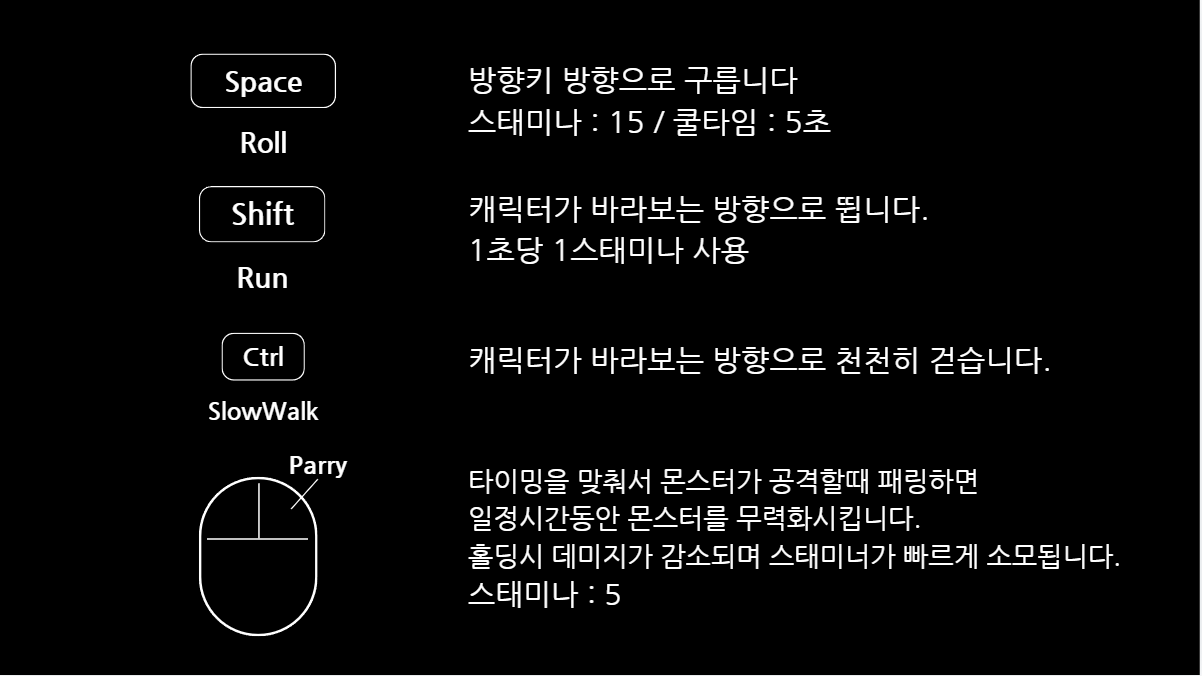 Space
방향키 방향으로 구릅니다
스태미나 : 15 / 쿨타임 : 5초
Roll
Shift
캐릭터가 바라보는 방향으로 뜁니다.
1초당 1스태미나 사용
Run
Ctrl
캐릭터가 바라보는 방향으로 천천히 걷습니다.
SlowWalk
Parry
타이밍을 맞춰서 몬스터가 공격할때 패링하면
일정시간동안 몬스터를 무력화시킵니다.
홀딩시 데미지가 감소되며 스태미너가 빠르게 소모됩니다.
스태미나 : 5